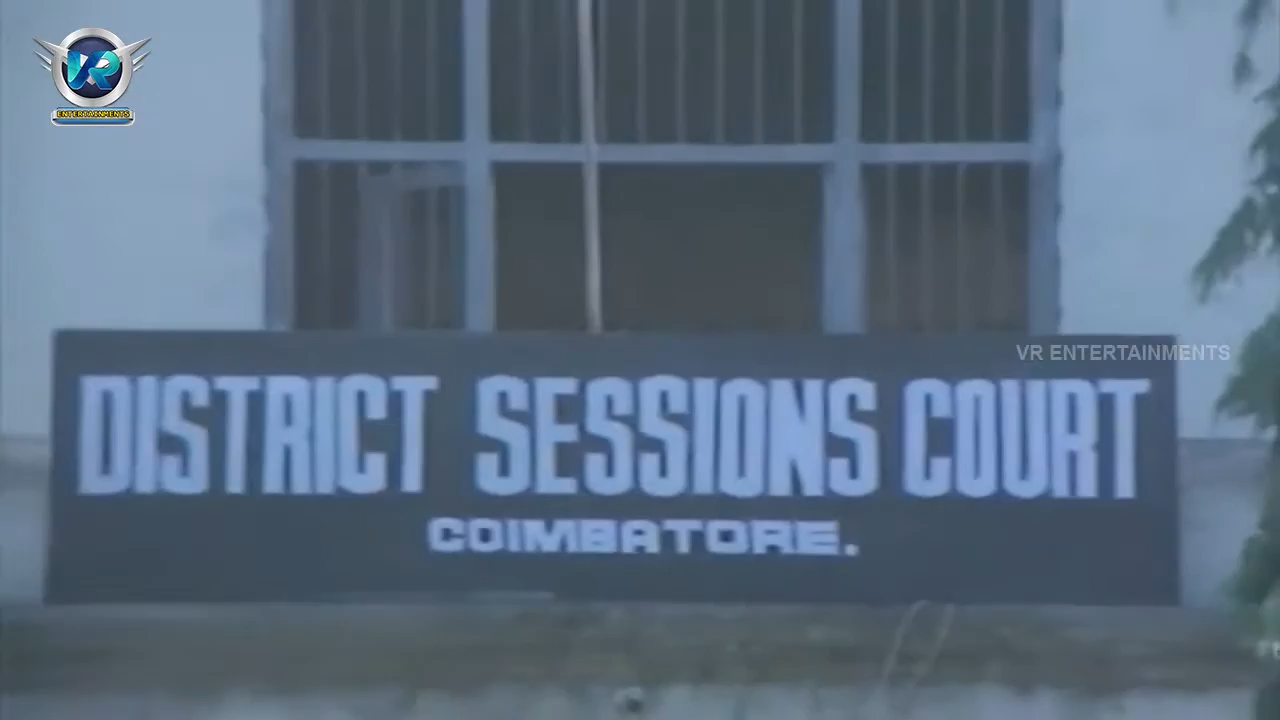 VR
ENTERTAINMENTS
VR ENTERTAINMENTS
DISTRICT SESSIONS COURT
COIMBATORE.